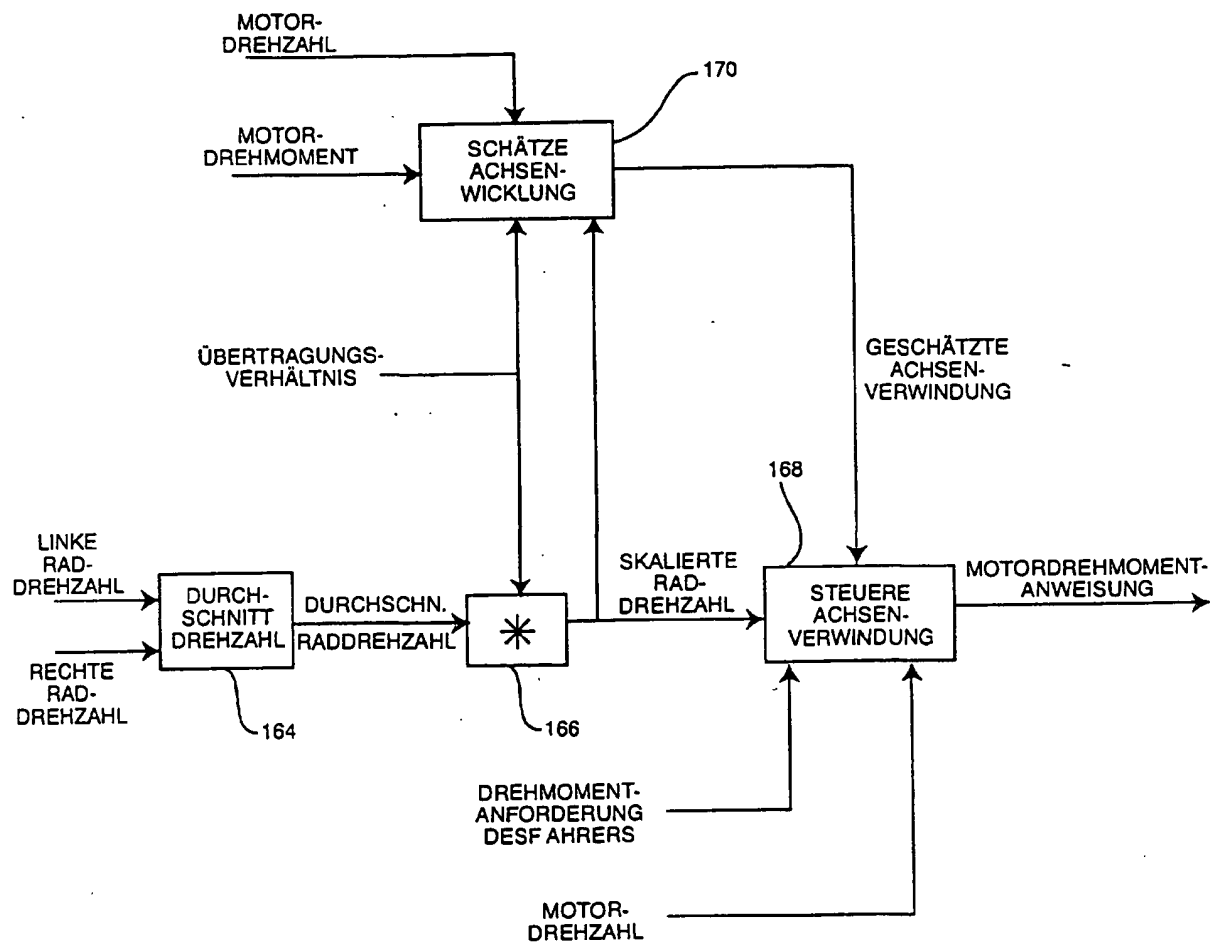 MOTOR-
DREHZAHL
170
MOTOR-
DREHMOMENT
SCHÄTZE
ACHSEN-
WICKLUNG
ÜBERTRAGUNGS-
VERHÄLTNIS
GESCHÄTZTE
ACHSEN-
VERWINDUNG
168
LINKE
RAD-
DREHZAHL
DURCH-
SCHNITT
DREHZAHL
DURCHSCHN.
RADDREHZAHL
SKALIERTE
RAD-
DREHZAHL
STEUERE
ACHSEN-
VERWINDUNG
MOTORDREHMOMENT-
ANWEISUNG
RECHTE
RAD-
DREHZAHL
164
166
DREHMOMENT-
ANFORDERUNG
DESF AHRERS
MOTOR-
DREHZAHL